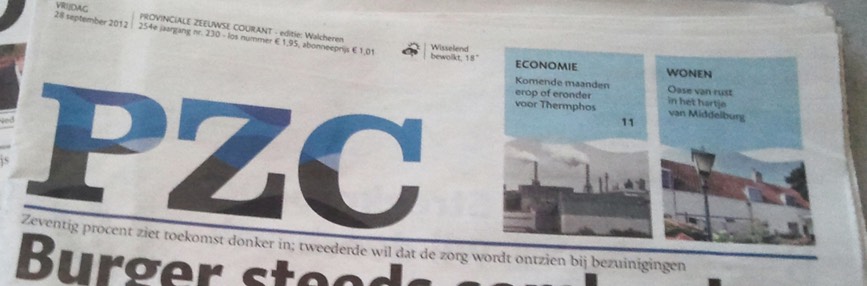 VRIJDAG
28 september 2012
PROVINCIALE ZEEUWSE COURANT - editie: Walcheren
254e jaargang nr. 230 - los nummer € 1,95, abonneeprijs € 1,01
Wisselend
bewolkt, 18°
PZC
ECONOMIE
Komende maanden
erop of eronder
voor Thermphos
11
WONEN
Oase van rust
in het hartje
van Middelburg
Zeventig procent ziet toekomst donker in; tweederde wil dat de zorg wordt ontzien bij bezuinigingen
Burger steeds